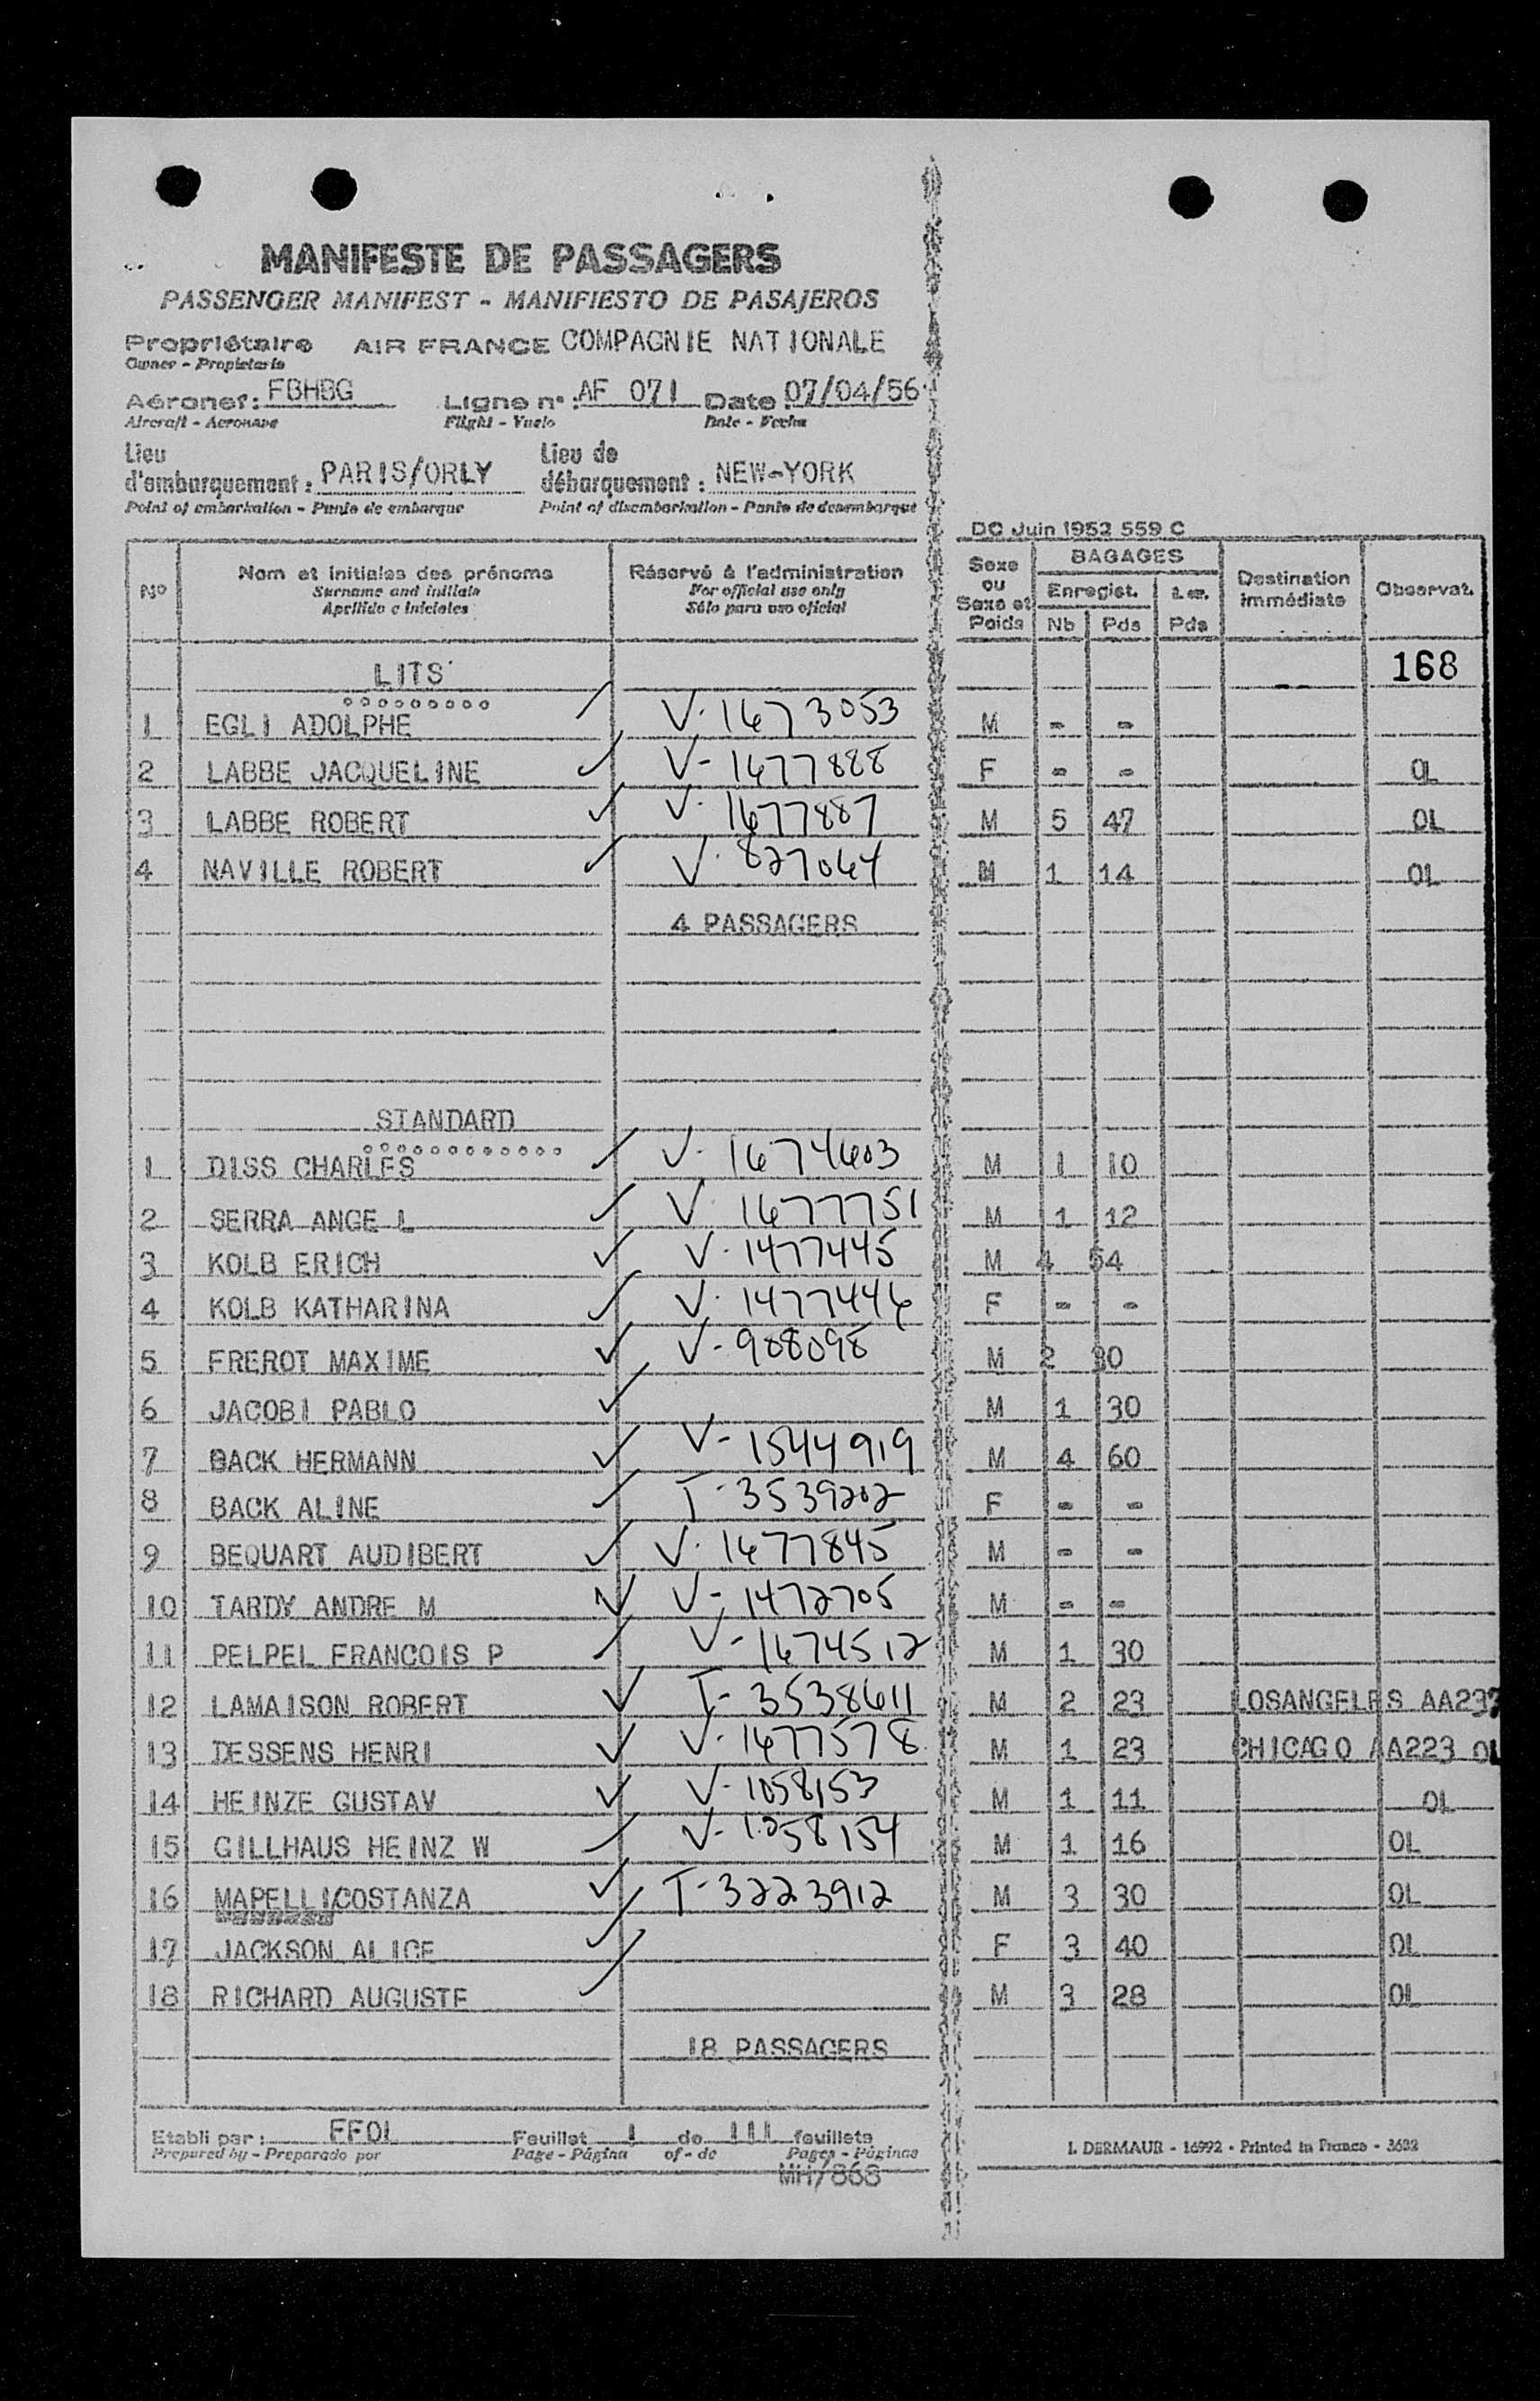 MANIFESTE DE PASSAGERS
PASSENGER MANIFEST - MANIFIESTO DE PASAJEROS
Propriétaire AIR FRANCE COMPAGNIE NATIONALE
Owner - Propietario
Aéronef : FBHBG Ligne n° : AF 071 Date : 07/04/56
Aircraft - Aeronave Flight - Vuelo Date - Fecha
Lieu d'embarquement : PARIS/ORLY Lieu de débarquement : NEW-YORK
Point of embarkation - Punto de embarque Point of disembarkation - Punto de desembarque
DC Juin 1952 559 C
No Nom et initiales des prénoms Réservé à l'administration Sexe ou Sexe et Poids BAGAGES Destination immédiate Observat.
Surname and initials For official use only Enregist.
Apellido e iniciales Sólo para uso oficial Nb Pds Pds
LITS 168
1 EGLI ADOLPHE V-1673053 M - -
2 LABBE JACQUELINE V-1677888 F - - OL
3 LABBE ROBERT V-1677887 M 5 47 OL
4 NAVILLE ROBERT V-827064 M 1 14 OL
4 PASSAGERS
STANDARD
1 DISS CHARLES V-1674603 M 1 10
2 SERRA ANGE L V-1677751 M 1 12
3 KOLB ERICH V-1477445 M 4 54
4 KOLB KATHARINA V-1477446 F - -
5 FREROT MAXIME V-908098 M 2 30
6 JACOBI PABLO M 1 30
7 BACK HERMANN V-1544919 M 4 60
8 BACK ALINE T-3539202 F - -
9 BEQUART AUDIBERT V-1677845 M - -
10 TARDY ANDRE M V-1472705 M - -
11 PELPEL FRANCOIS P V-1674512 M 1 30
12 LAMAISON ROBERT T-3538611 M 2 23 LOSANGELES AA237
13 DESSENS HENRI V-1677578 M 1 23 CHICAGO AA223 OL
14 HEINZE GUSTAV V-1058153 M 1 11 OL
15 GILLHAUS HEINZ W V-1058154 M 1 16 OL
16 MAPELLI COSTANZA T-3223912 M 3 30 OL
17 JACKSON ALICE F 3 40 OL
18 RICHARD AUGUSTE M 3 28 OL
18 PASSAGERS
Etabli par : FFOL Feuillet 1 de 111 feuillets
Prepared by - Preparado por Page - Página of - de Pages - Páginas
MH/868
I. DERMAUR - 16992 - Printed in France - 3632